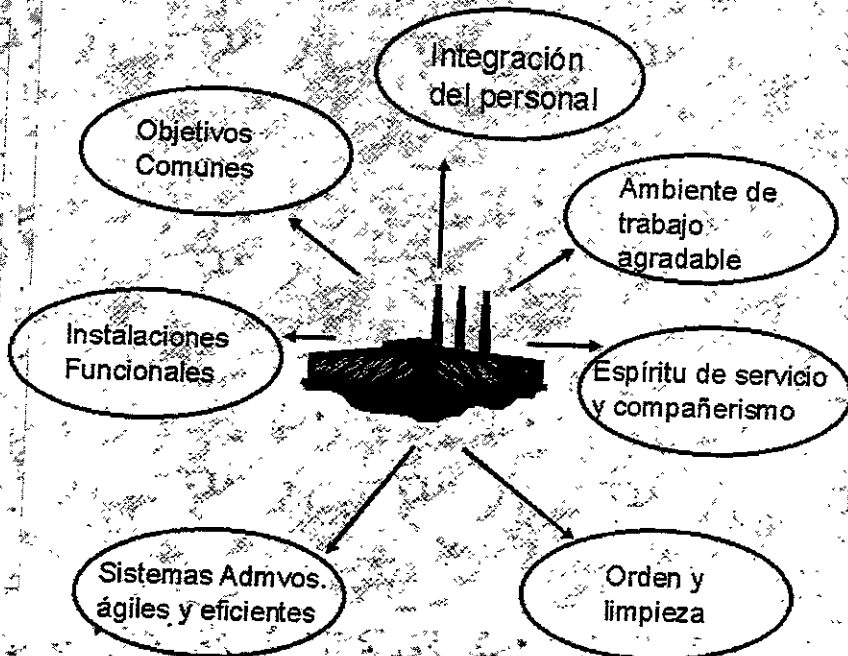 Integración
del personal
Objetivos
Comunes
Ambiente de
trabajo
agradable
Instalaciones
Funcionales
Espíritu de servicio
y compañerismo
Sistemas Admvos.
ágiles y eficientes
Orden y
limpieza